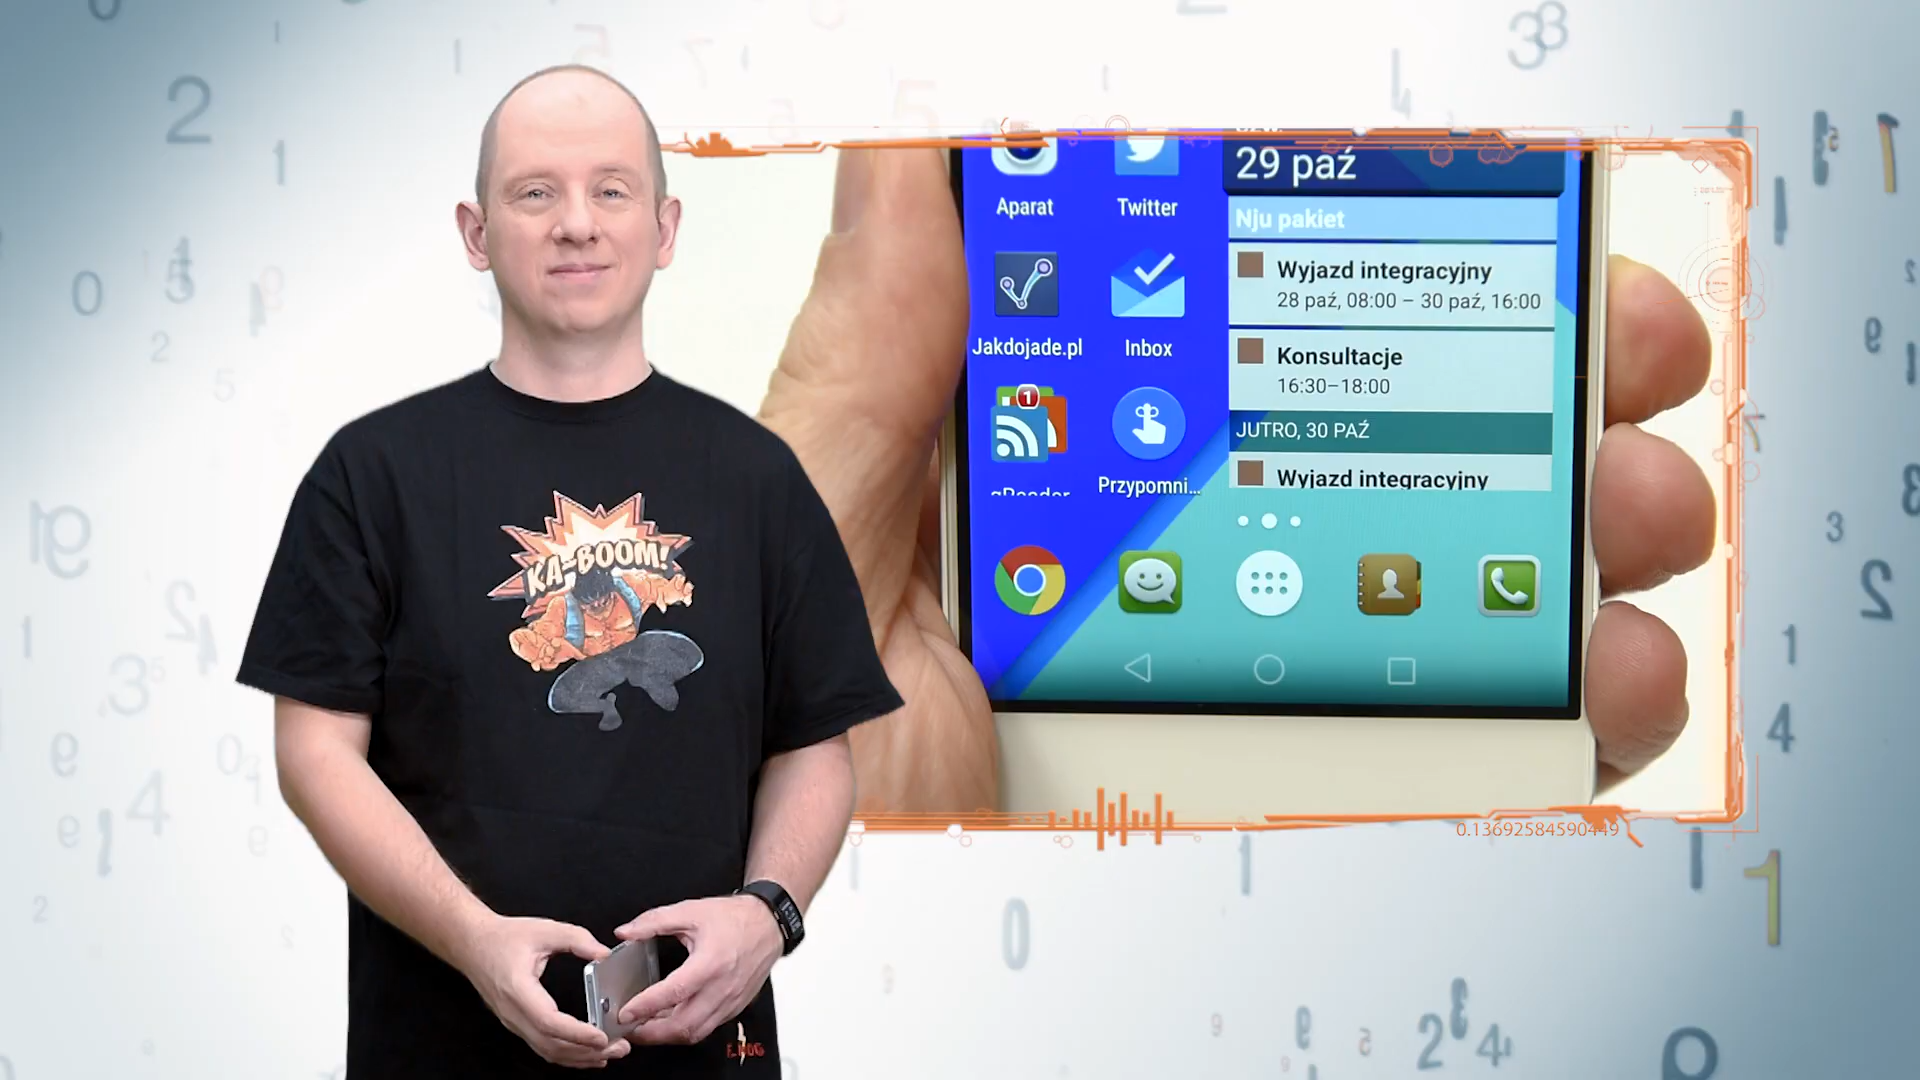 KA-BOOM!
29 paź
Aparat
Twitter
Nju pakiet
Wyjazd integracyjny
28 paź, 08:00 – 30 paź, 16:00
Jakdojade.pl
Inbox
Konsultacje
16:30–18:00
JUTRO, 30 PAŹ
1
Przypomni...
Wyjazd integracyjny
0.13692584590449